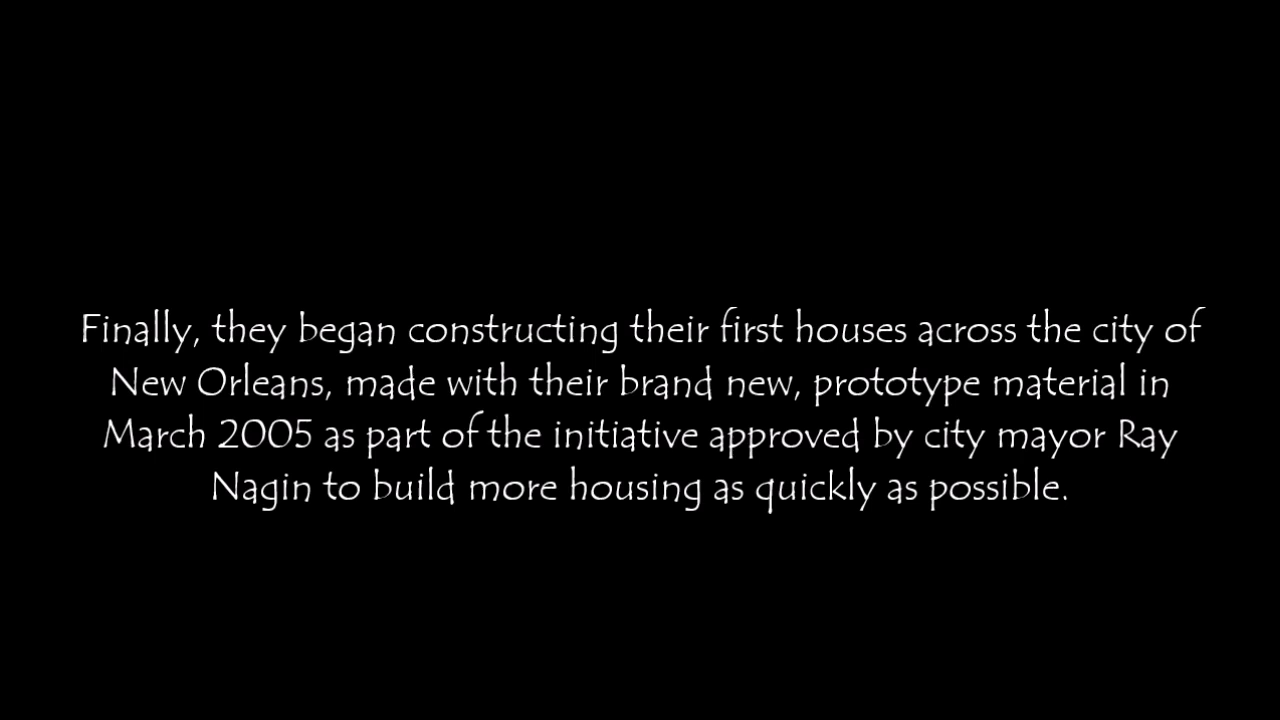 Finally, they began constructing their first houses across the city of
New Orleans, made with their brand new, prototype material in
March 2005 as part of the initiative approved by city mayor Ray
Nagin to build more housing as quickly as possible.